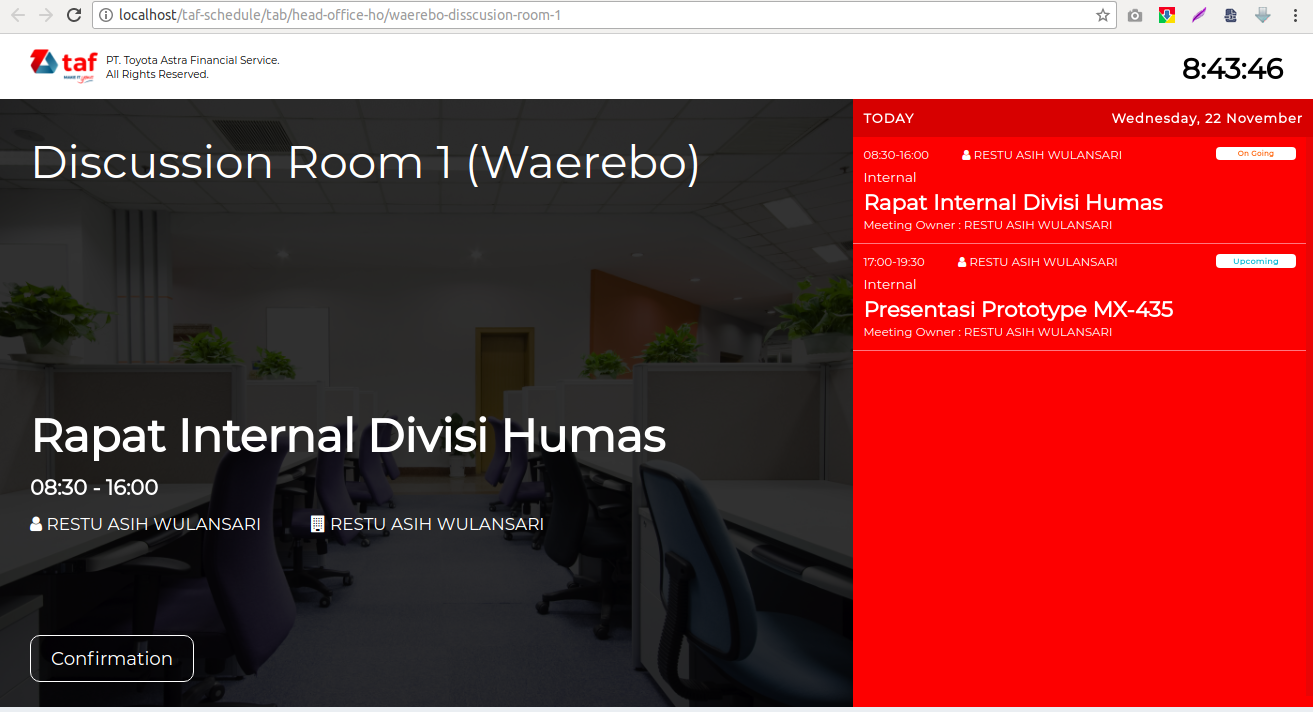 localhost/taf-schedule/tab/head-office-ho/waerebo-disscusion-room-1
taf
PT. Toyota Astra Financial Service.
All Rights Reserved.
8:43:46
Discussion Room 1 (Waerebo)
Rapat Internal Divisi Humas
08:30 - 16:00
RESTU ASIH WULANSARI RESTU ASIH WULANSARI
Confirmation
TODAY Wednesday, 22 November
08:30-16:00 RESTU ASIH WULANSARI On Going
Internal
Rapat Internal Divisi Humas
Meeting Owner : RESTU ASIH WULANSARI
17:00-19:30 RESTU ASIH WULANSARI Upcoming
Internal
Presentasi Prototype MX-435
Meeting Owner : RESTU ASIH WULANSARI